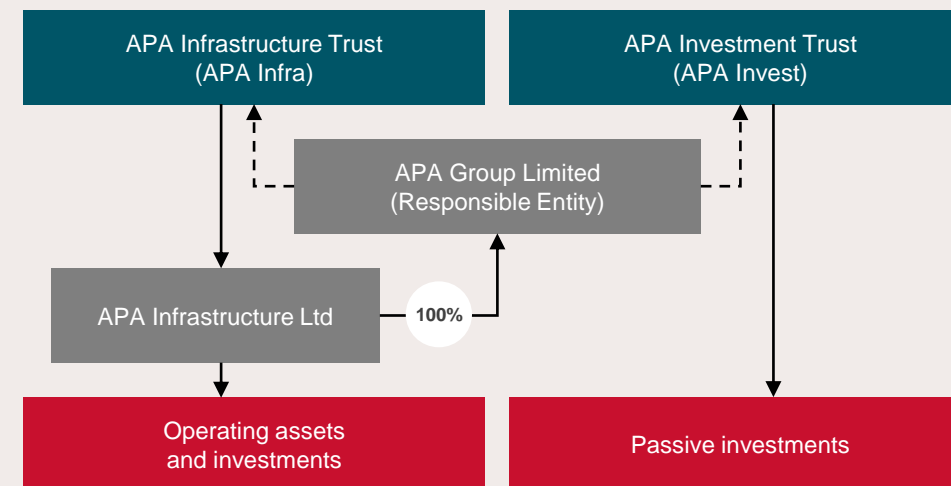 APA Infrastructure Trust
(APA Infra)
APA Investment Trust
(APA Invest)
APA Group Limited
(Responsible Entity)
APA Infrastructure Ltd
100%
Operating assets
and investments
Passive investments